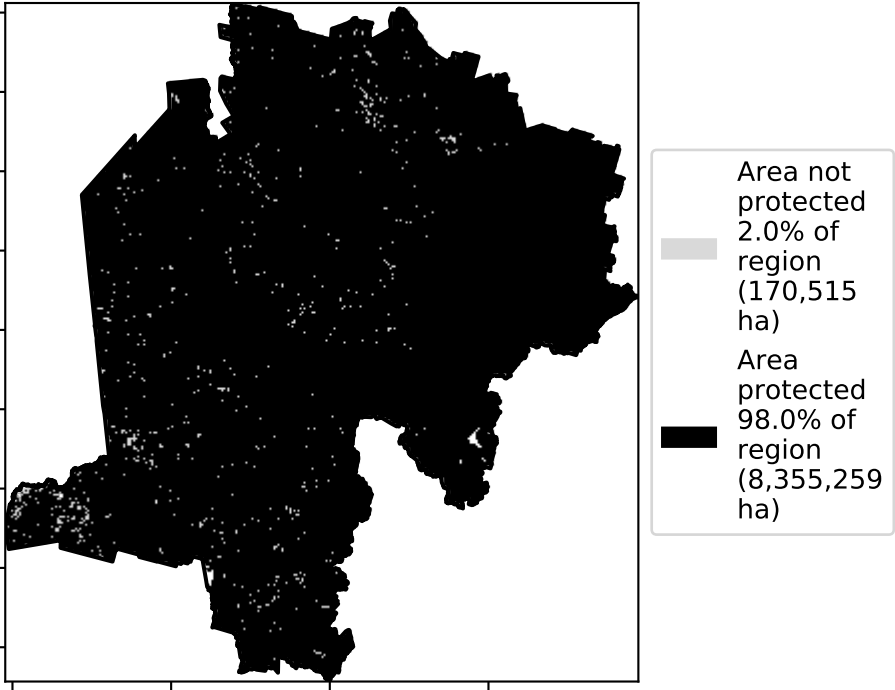 Area not
protected
2.0% of
region
(170,515
ha)
Area
protected
98.0% of
region
(8,355,259
ha)